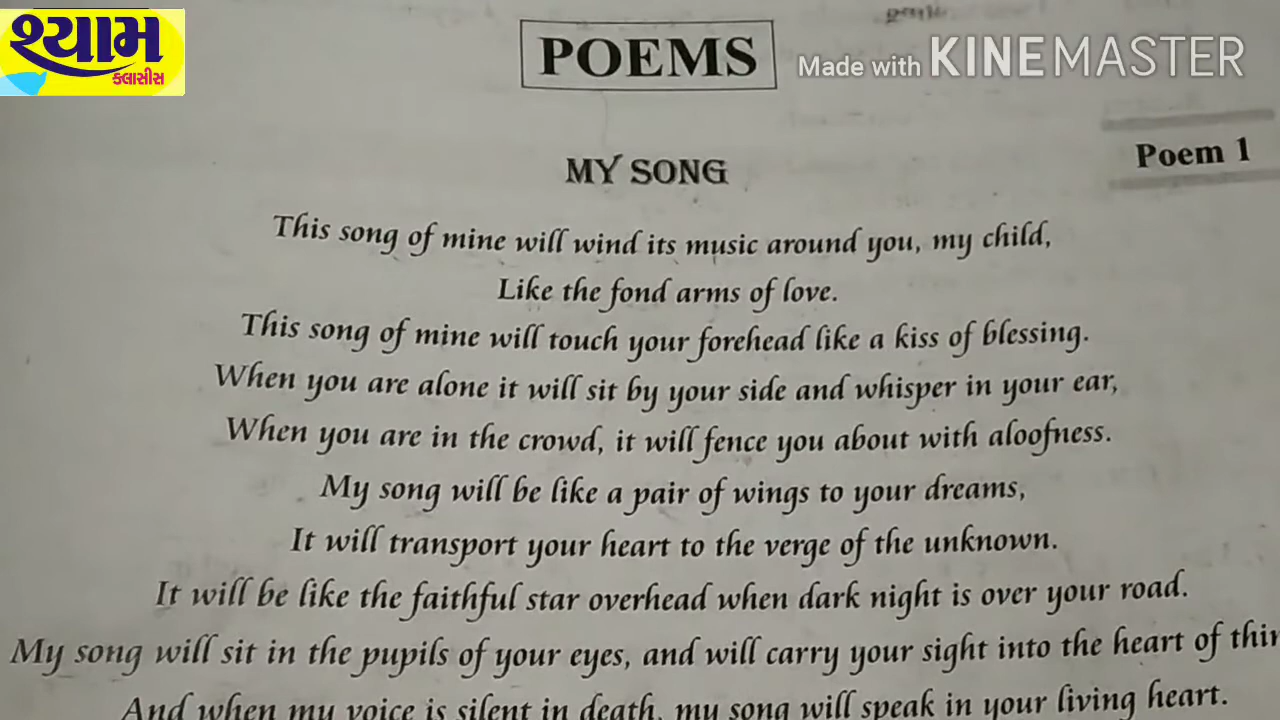 શ્યામ
ક્લાસીસ
POEMS
Made with KINEMASTER
Poem 1
MY SONG
This song of mine will wind its music around you, my child,
Like the fond arms of love.
This song of mine will touch your forehead like a kiss of blessing.
When you are alone it will sit by your side and whisper in your ear,
When you are in the crowd, it will fence you about with aloofness.
My song will be like a pair of wings to your dreams,
It will transport your heart to the verge of the unknown.
It will be like the faithful star overhead when dark night is over your road.
My song will sit in the pupils of your eyes, and will carry your sight into the heart of
And when my voice is silent in death, my song will speak in your living heart.